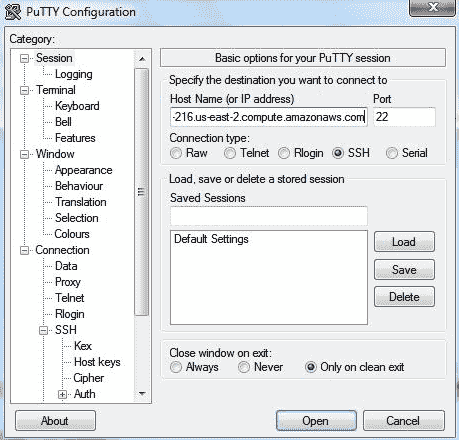 PuTTY Configuration
Category:
Session
Logging
Terminal
Keyboard
Bell
Features
Window
Appearance
Behaviour
Translation
Selection
Colours
Connection
Data
Proxy
Telnet
Rlogin
SSH
Kex
Host keys
Cipher
Auth
Basic options for your PuTTY session
Specify the destination you want to connect to
Host Name (or IP address) Port
-216.us-east-2.compute.amazonaws.com 22
Connection type:
Raw Telnet Rlogin SSH Serial
Load, save or delete a stored session
Saved Sessions
Default Settings
Load
Save
Delete
Close window on exit:
Always Never Only on clean exit
About Open Cancel